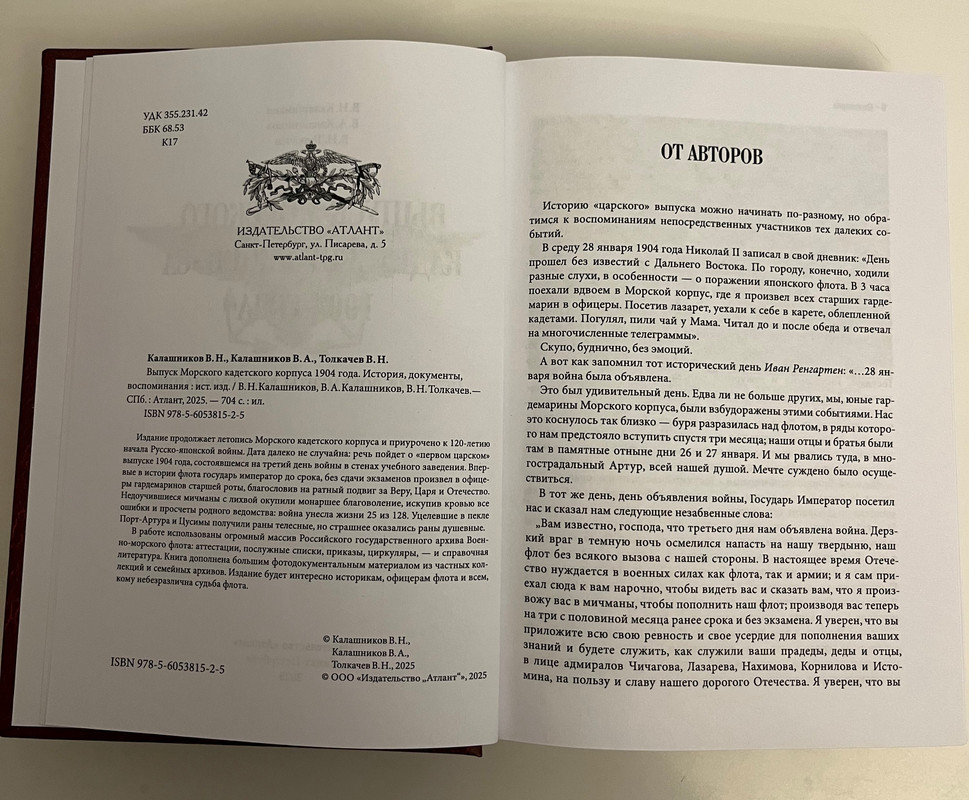 УДК 355.231.42
ББК 68.53
К17
ИЗДАТЕЛЬСТВО «АТЛАНТ»
Санкт-Петербург, ул. Писарева, д. 5
www.atlant-tpg.ru
Калашников В.Н., Калашников В.А., Толкачев В.Н.
Выпуск Морского кадетского корпуса 1904 года. История, документы,
воспоминания : ист. изд. / В.Н.Калашников, В.А.Калашников, В.Н.Толкачев.—
СПб. : Атлант, 2025. — 704 с. : ил.
ISBN 978-5-6053815-2-5
Издание продолжает летопись Морского кадетского корпуса и приурочено к 120-летию
начала Русско-японской войны. Дата далеко не случайна: речь пойдет о «первом царском»
выпуске 1904 года, состоявшемся на третий день войны в стенах учебного заведения. Впер-
вые в истории флота государь император до срока, без сдачи экзаменов произвел в офице-
ры гардемаринов старшей роты, благословив на ратный подвиг за Веру, Царя и Отечество.
Недоучившиеся мичманы с лихвой окупили монаршее благоволение, искупив кровью все
ошибки и просчеты родного ведомства: война унесла жизни 25 из 128. Уцелевшие в пекле
Порт-Артура и Цусимы получили раны телесные, но страшнее оказались раны душевные.
В работе использованы огромный массив Российского государственного архива Воен-
но-морского флота: аттестации, послужные списки, приказы, циркуляры, — и справочная
литература. Книга дополнена большим фотодокументальным материалом из частных кол-
лекций и семейных архивов. Издание будет интересно историкам, офицерам флота и всем,
кому небезразлична судьба флота.
© Калашников В.Н.,
Калашников В.А.,
Толкачев В.Н., 2025
ISBN 978-5-6053815-2-5
© ООО «Издательство „Атлант“», 2025
ОТ АВТОРОВ
Историю «царского» выпуска можно начинать по-разному, но обра-
тимся к воспоминаниям непосредственных участников тех далеких со-
бытий.
В среду 28 января 1904 года Николай II записал в свой дневник: «День
прошел без известий с Дальнего Востока. По городу, конечно, ходили
разные слухи, в особенности — о поражении японского флота. В 3 часа
поехали вдвоем в Морской корпус, где я произвел всех старших гарде-
марин в офицеры. Посетив лазарет, уехали к себе в карете, облепленной
кадетами. Погулял, пили чай у Мама. Читал до и после обеда и отвечал
на многочисленные телеграммы».
Скупо, буднично, без эмоций.
А вот как запомнил тот исторический день Иван Ренгартен: «…28 ян-
варя война была объявлена.
Это был удивительный день. Едва ли не больше других, мы, юные гар-
демарины Морского корпуса, были взбудоражены этими событиями. Нас
это коснулось так близко — буря разразилась над флотом, в ряды которо-
го нам предстояло вступить спустя три месяца; наши отцы и братья были
там в памятные отныне дни 26 и 27 января. И мы рвались туда, в мно-
гострадальный Артур, всей нашей душой. Мечте суждено было осуще-
ствиться.
В тот же день, день объявления войны, Государь Император посетил
нас и сказал нам следующие незабвенные слова:
„Вам известно, господа, что третьего дня нам объявлена война. Дерз-
кий враг в темную ночь осмелился напасть на нашу твердыню, наш
флот без всякого вызова с нашей стороны. В настоящее время Отече-
ство нуждается в военных силах как флота, так и армии; и я сам при-
ехал сюда к вам нарочно, чтобы видеть вас и сказать вам, что я произ-
вожу вас в мичманы, чтобы пополнить наш флот; производя вас теперь
на три с половиной месяца ранее срока и без экзамена. Я уверен, что вы
приложите всю свою ревность и свое усердие для пополнения ваших
знаний и будете служить, как служили ваши прадеды, деды и отцы,
в лице адмиралов Чичагова, Лазарева, Нахимова, Корнилова и Исто-
мина, на пользу и славу нашего дорогого Отечества. Я уверен, что вы